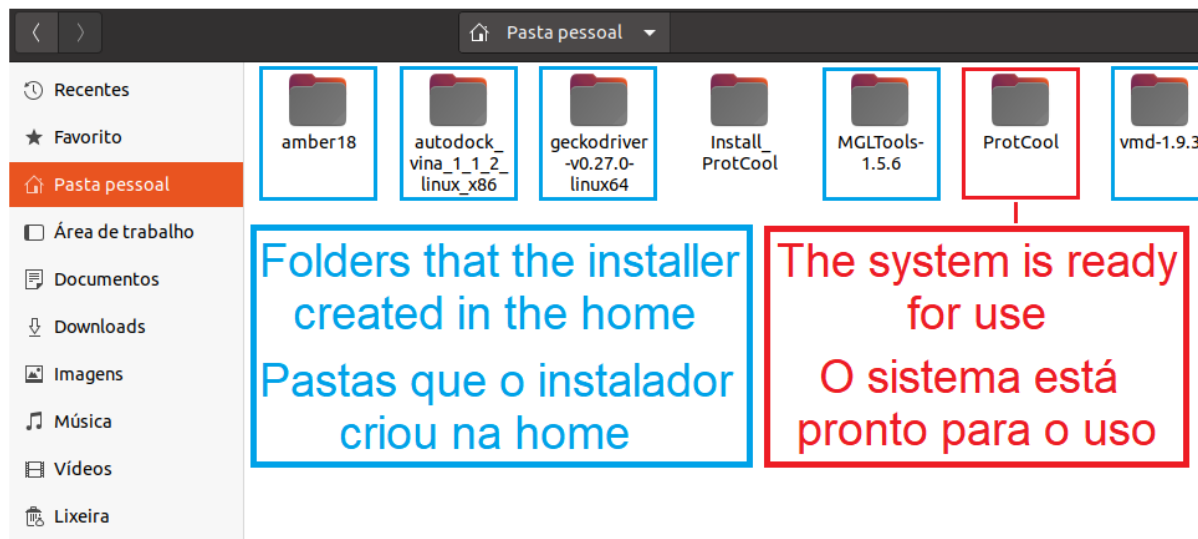 Pasta pessoal
Recentes
Favorito
Pasta pessoal
Área de trabalho
Documentos
Downloads
Imagens
Música
Vídeos
Lixeira
amber18
autodock_
vina_1_1_2_
linux_x86
geckodriver
-v0.27.0-
linux64
Install_
ProtCool
MGLTools-
1.5.6
ProtCool
vmd-1.9.3
Folders that the installer
created in the home
Pastas que o instalador
criou na home
The system is ready
for use
O sistema está
pronto para o uso